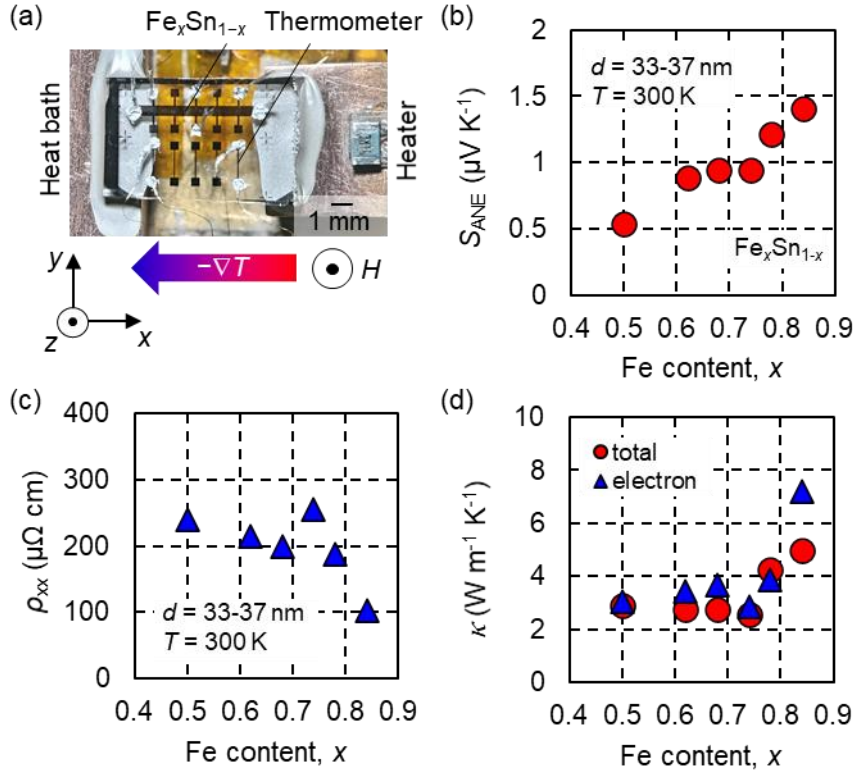 (a)
FeₓSn₁₋ₓ Thermometer
Heat bath
Heater
1 mm
−∇T
H
y
z
x
(b)
2
1.5
1
0.5
0
S_ANE (µV K⁻¹)
d = 33-37 nm
T = 300 K
FeₓSn₁₋ₓ
0.4 0.5 0.6 0.7 0.8 0.9
Fe content, x
(c)
400
300
200
100
0
ρₓₓ (µΩ cm)
d = 33-37 nm
T = 300 K
0.4 0.5 0.6 0.7 0.8 0.9
Fe content, x
(d)
10
8
6
4
2
0
κ (W m⁻¹ K⁻¹)
total
electron
0.4 0.5 0.6 0.7 0.8 0.9
Fe content, x